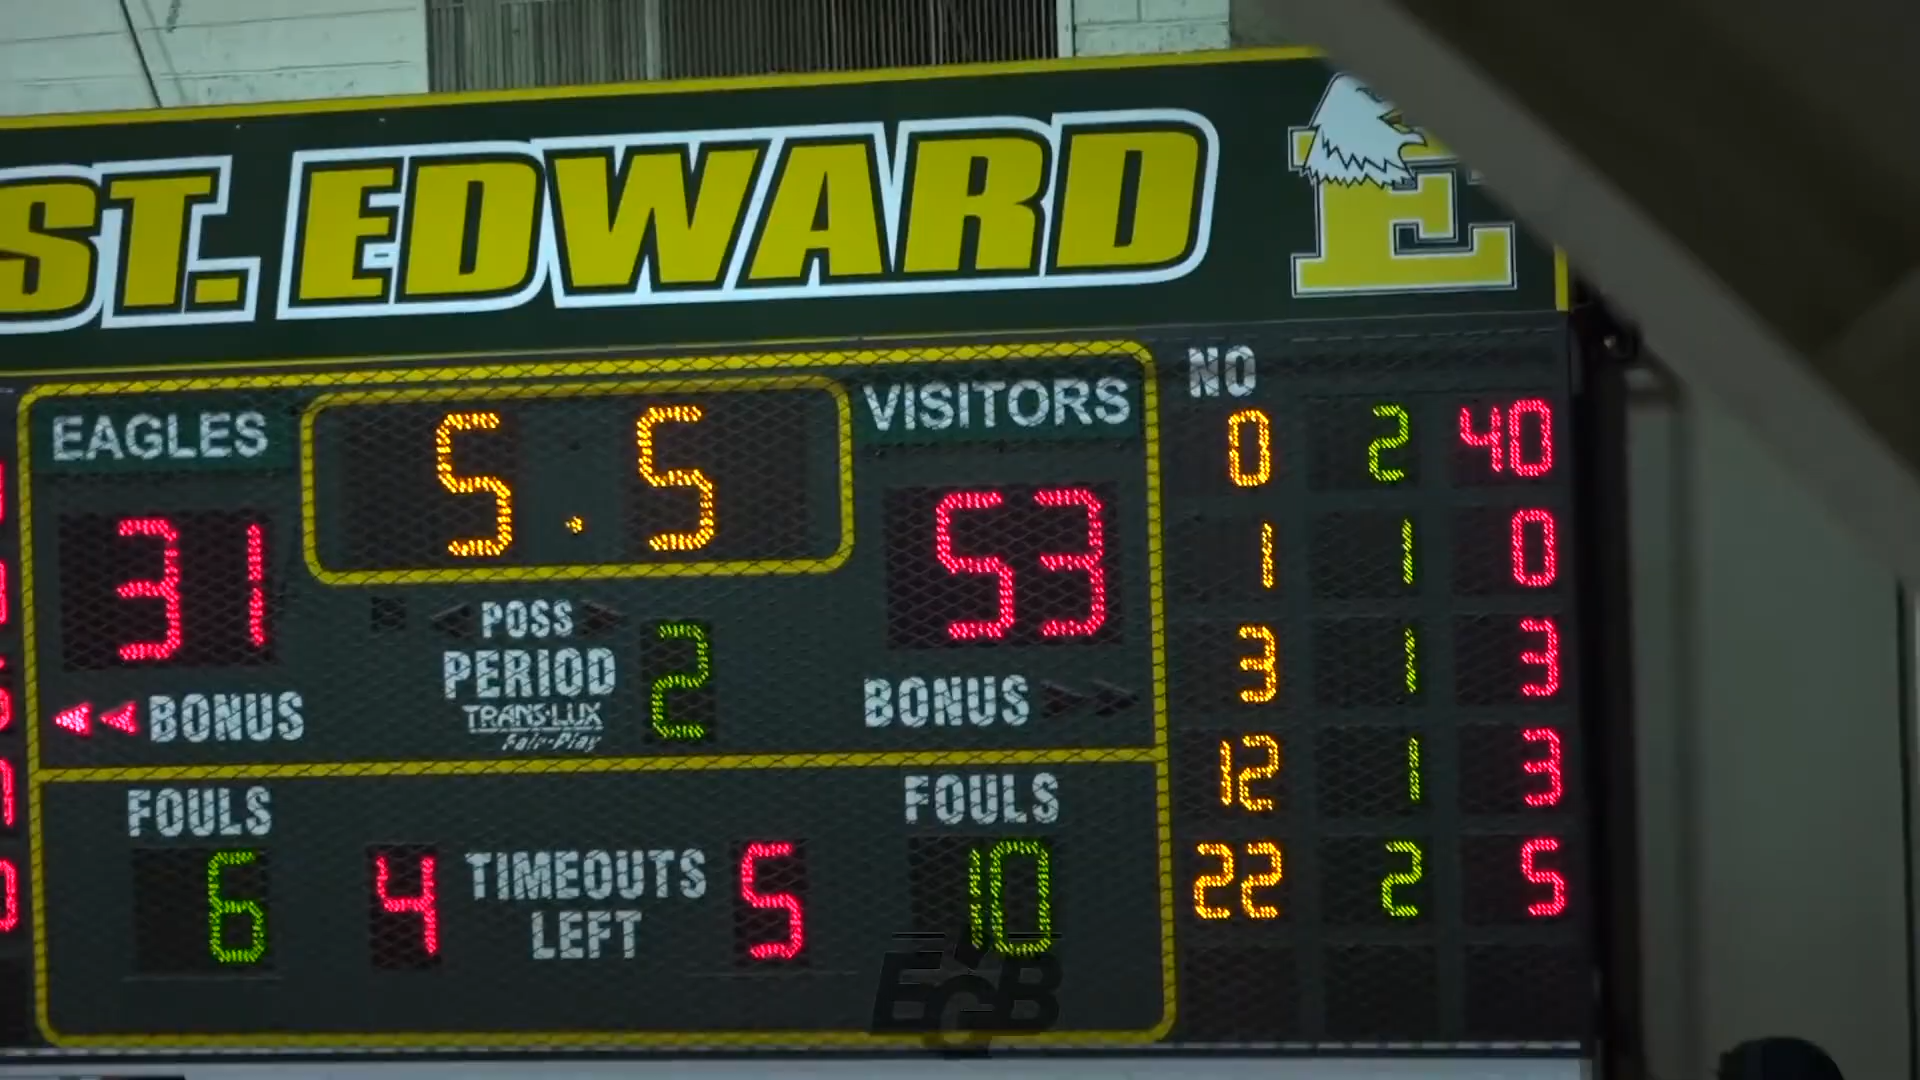 ST. EDWARD E
NO
EAGLES 5.5 VISITORS
0 2 40
31 53
1 1 0
POSS
PERIOD 2
3 1 3
BONUS BONUS
TRANS-LUX
Fair-Play
12 1 3
FOULS FOULS
6 4 TIMEOUTS LEFT 5 10
22 2 5
EGB